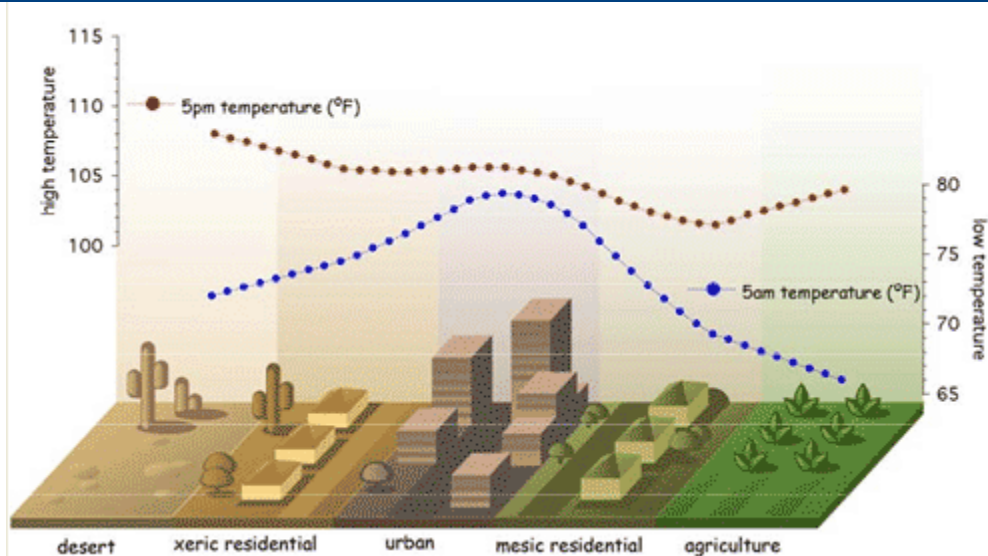 115
110
105
100
high temperature
5pm temperature (°F)
80
75
70
65
low temperature
5am temperature (°F)
desert
xeric residential
urban
mesic residential
agriculture